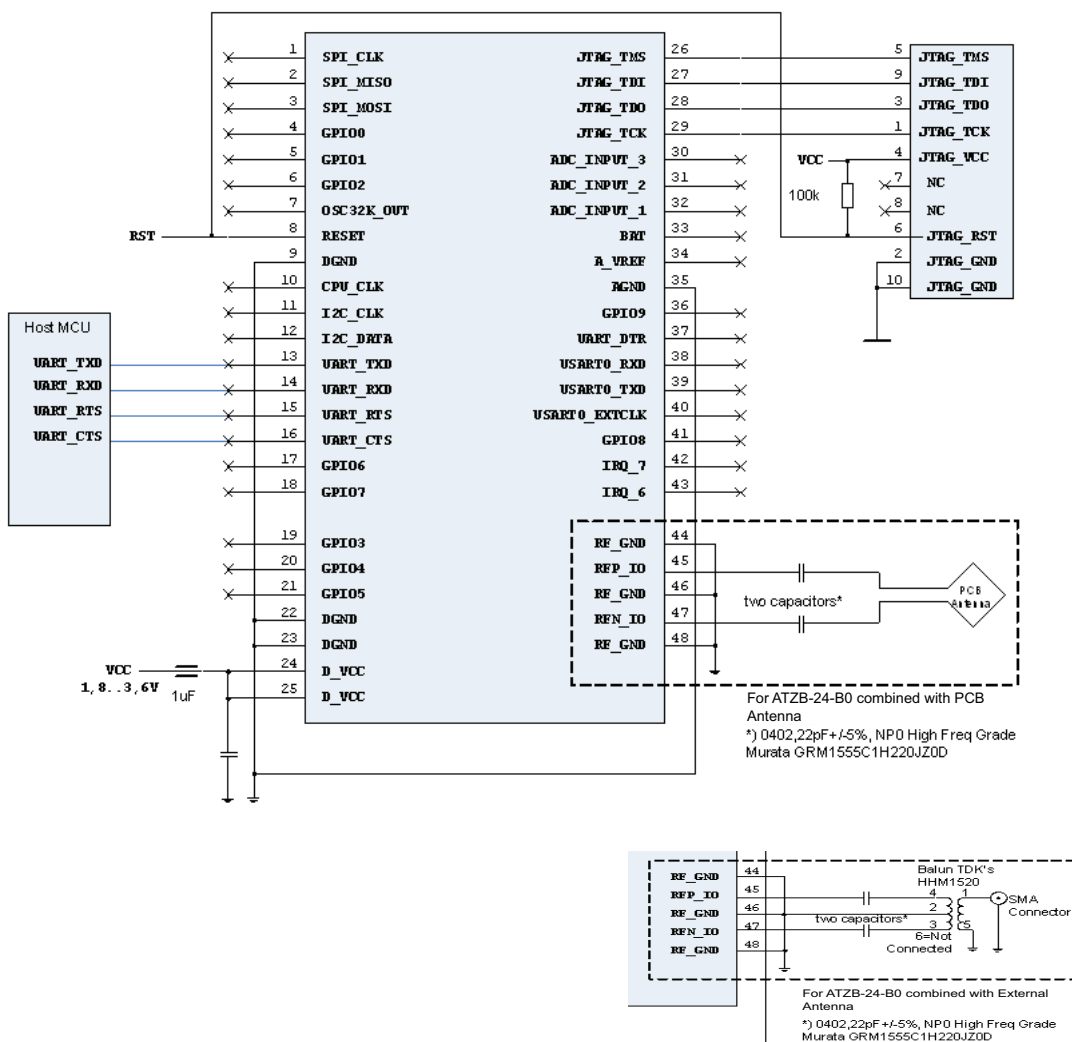 1 SPI_CLK JTAG_TMS 26 5 JTAG_TMS
2 SPI_MISO JTAG_TDI 27 9 JTAG_TDI
3 SPI_MOSI JTAG_TDO 28 3 JTAG_TDO
4 GPIO0 JTAG_TCK 29 1 JTAG_TCK
5 GPIO1 ADC_INPUT_3 30 VCC 4 JTAG_VCC
6 GPIO2 ADC_INPUT_2 31 7 NC
100k
7 OSC32K_OUT ADC_INPUT_1 32 8 NC
RST 8 RESET BAT 33 6 JTAG_RST
9 DGND A_VREF 34 2 JTAG_GND
10 CPU_CLK AGND 35 10 JTAG_GND
11 I2C_CLK GPIO9 36
Host MCU
12 I2C_DATA UART_DTR 37
UART_TXD 13 UART_TXD USART0_RXD 38
UART_RXD 14 UART_RXD USART0_TXD 39
UART_RTS 15 UART_RTS USART0_EXTCLK 40
UART_CTS 16 UART_CTS GPIO8 41
17 GPIO6 IRQ_7 42
18 GPIO7 IRQ_6 43
19 GPIO3 RF_GND 44
20 GPIO4 RFP_IO 45
21 GPIO5 RF_GND 46 two capacitors* PCB
Antenna
22 DGND RFN_IO 47
23 DGND RF_GND 48
VCC 24 D_VCC
1,8..3,6V 1uF 25 D_VCC
For ATZB-24-B0 combined with PCB
Antenna
*) 0402,22pF+/-5%, NP0 High Freq Grade
Murata GRM1555C1H220JZ0D
Balun TDK's
HHM1520
RF_GND 44
RFP_IO 45 4 1 SMA
Connector
RF_GND 46 2
two capacitors*
RFN_IO 47 3 5
6=Not
Connected
RF_GND 48
For ATZB-24-B0 combined with External
Antenna
*) 0402,22pF+/-5%, NP0 High Freq Grade
Murata GRM1555C1H220JZ0D